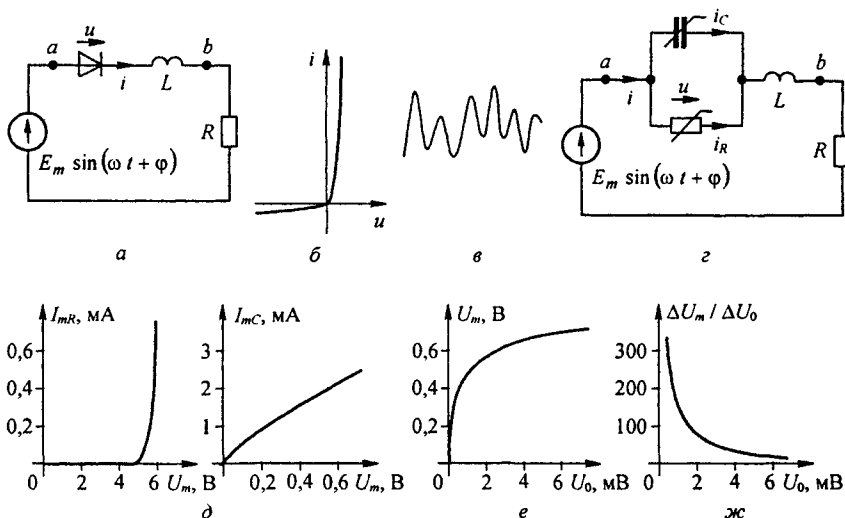 a
u
i
L
b
R
E_m sin(ω t + φ)
а
i
u
б
в
a
i
i_C
u
i_R
L
b
R
E_m sin(ω t + φ)
г
I_mR, мА
0,6
0,4
0,2
0 2 4 6 U_m, В
I_mC, мА
3
2
1
0 0,2 0,4 0,6 U_m, В
д
U_m, В
0,6
0,4
0,2
0 2 4 6 U_0, мВ
е
ΔU_m / ΔU_0
300
200
100
0 2 4 6 U_0, мВ
ж